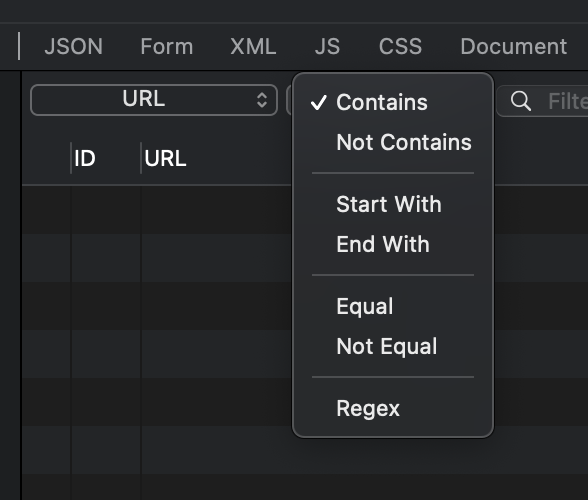 JSON Form XML JS CSS Document
URL
Contains
Not Contains
Start With
End With
Equal
Not Equal
Regex
Filte
ID URL